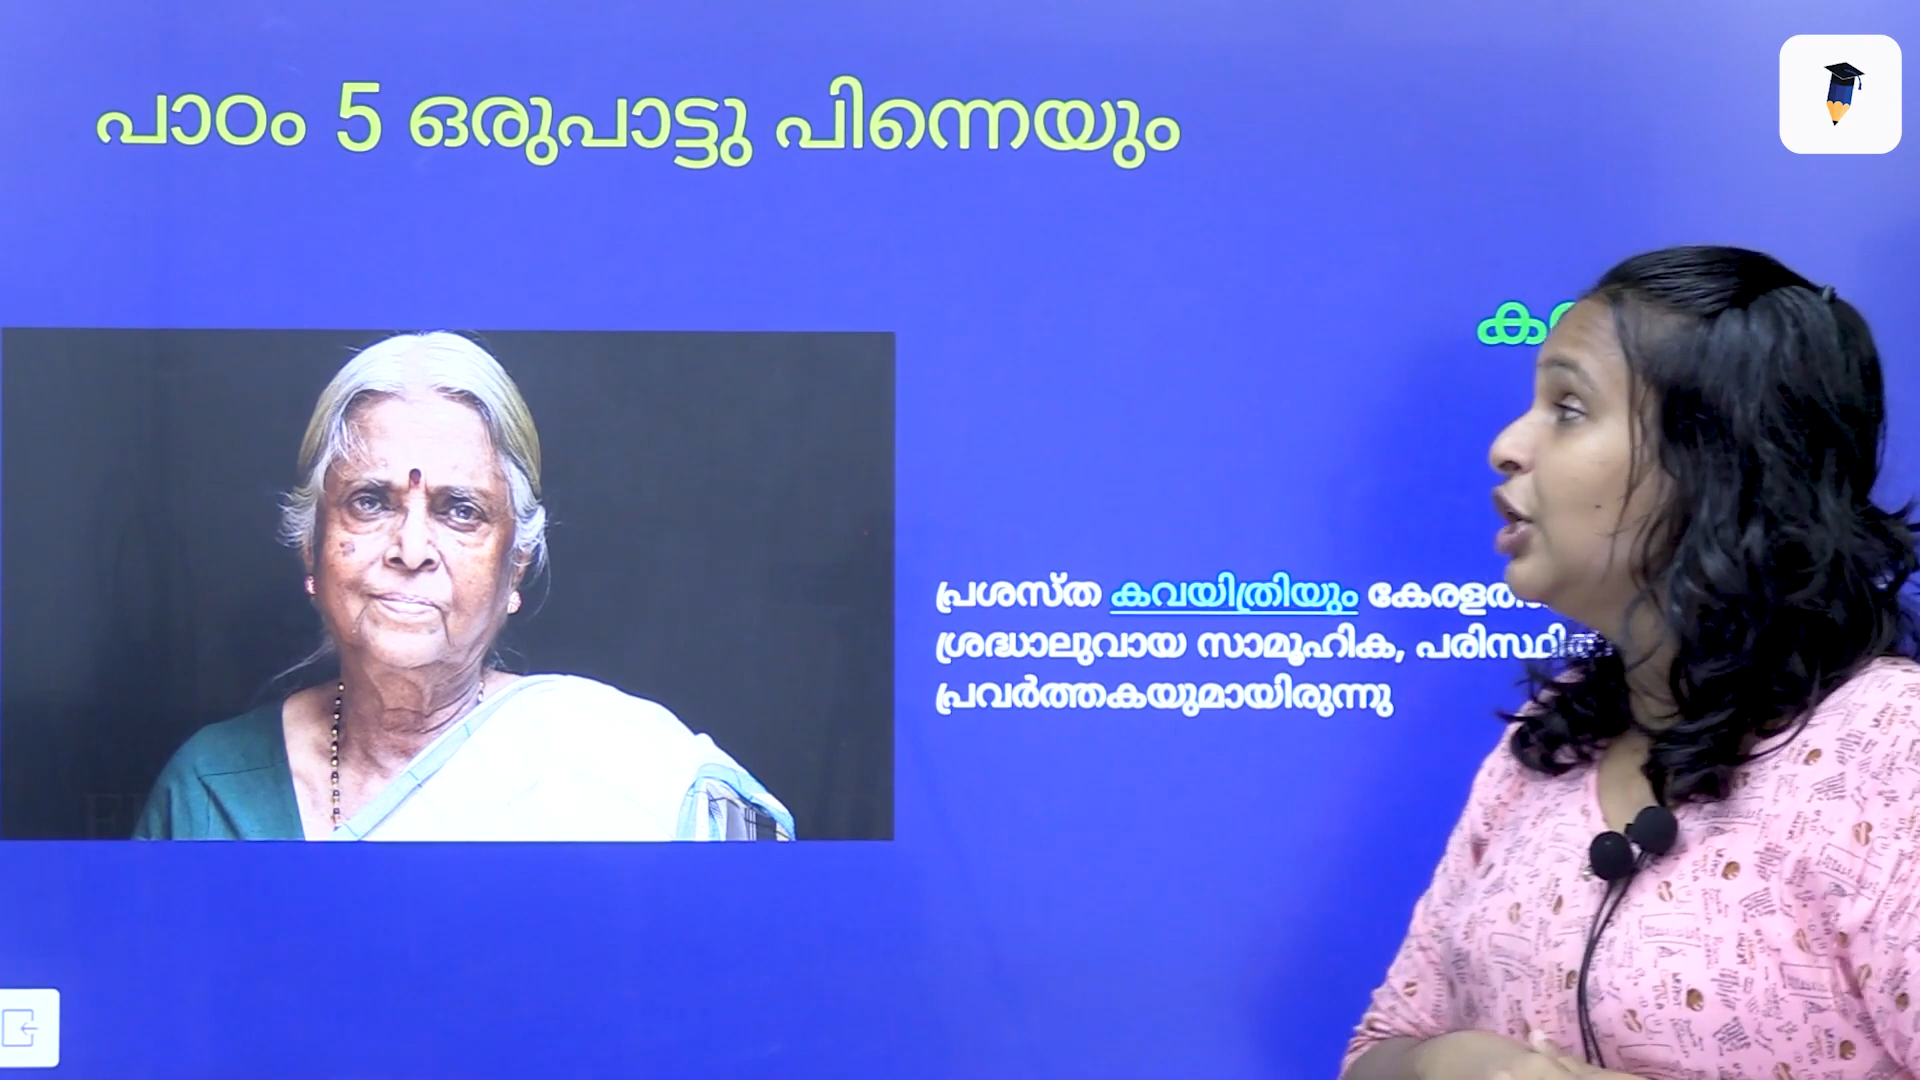 പാഠം 5 ഒരുപാട്ടു പിന്നെയും
പ്രശസ്ത കവയിത്രിയും
ശ്രദ്ധാലുവായ സാമൂഹിക,
പ്രവർത്തകയുമായിരുന്നു